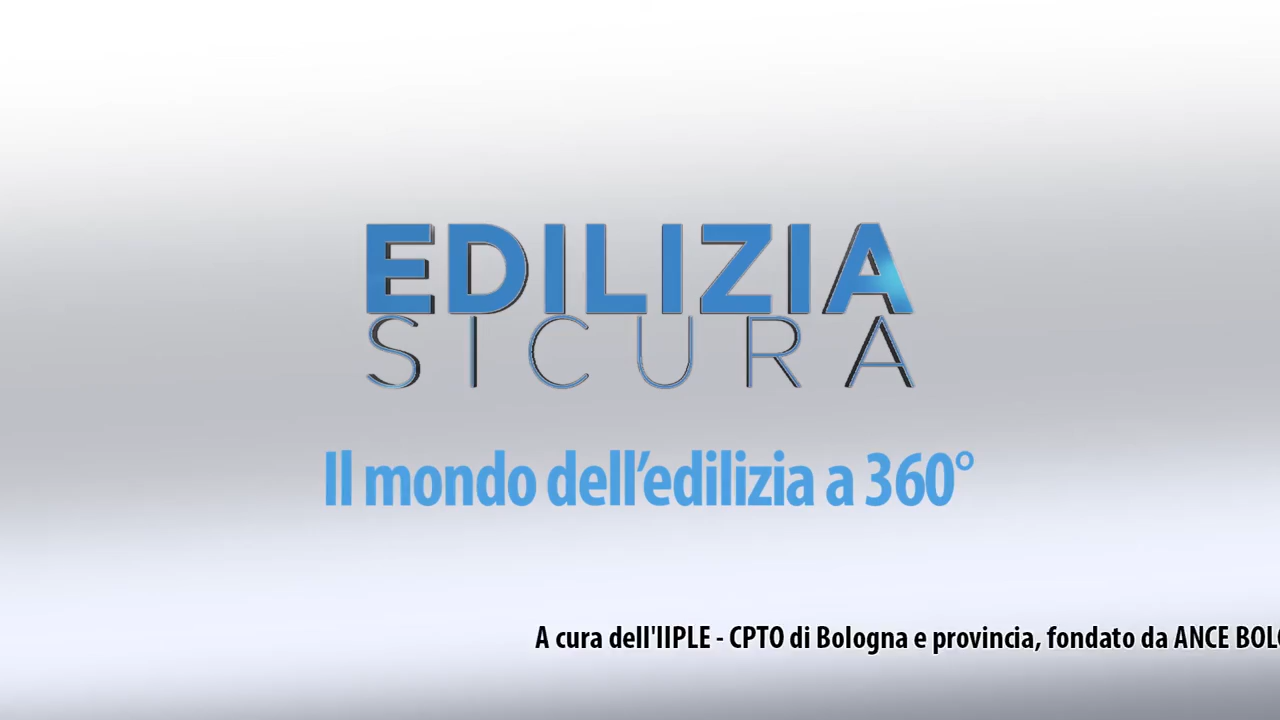 EDILIZIA
SICURA
Il mondo dell’edilizia a 360°
A cura dell'IIPLE - CPTO di Bologna e provincia, fondato da ANCE